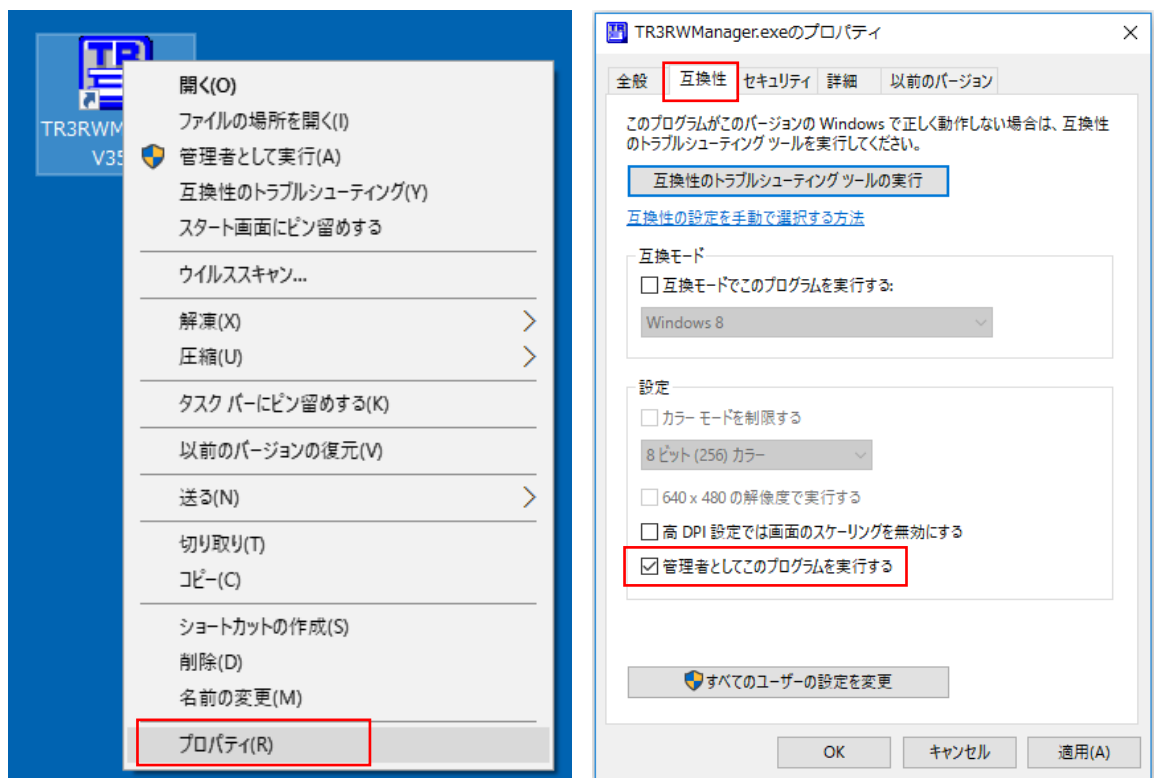 TR
TR3RWM
V35
開く(O)
ファイルの場所を開く(I)
管理者として実行(A)
互換性のトラブルシューティング(Y)
スタート画面にピン留めする
ウイルススキャン...
解凍(X)
圧縮(U)
タスク バーにピン留めする(K)
以前のバージョンの復元(V)
送る(N)
切り取り(T)
コピー(C)
ショートカットの作成(S)
削除(D)
名前の変更(M)
プロパティ(R)
TR3RWManager.exeのプロパティ
全般 互換性 セキュリティ 詳細 以前のバージョン
このプログラムがこのバージョンの Windows で正しく動作しない場合は、互換性
のトラブルシューティング ツールを実行してください。
互換性のトラブルシューティング ツールの実行
互換性の設定を手動で選択する方法
互換モード
互換モードでこのプログラムを実行する:
Windows 8
設定
カラー モードを制限する
8 ビット (256) カラー
640 x 480 の解像度で実行する
高 DPI 設定では画面のスケーリングを無効にする
管理者としてこのプログラムを実行する
すべてのユーザーの設定を変更
OK キャンセル 適用(A)